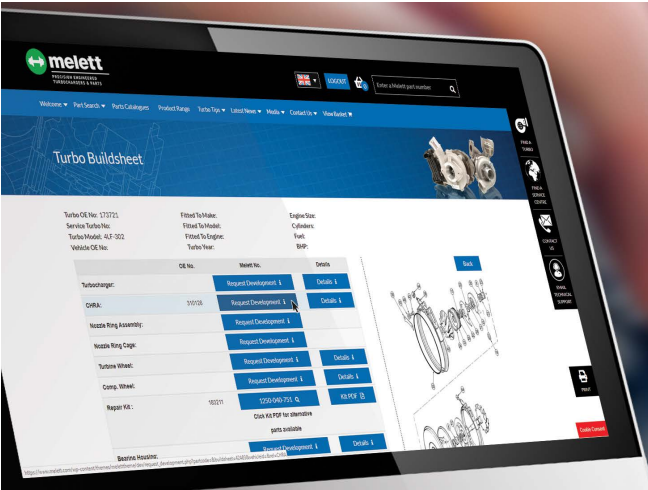 melett
PRECISION ENGINEERED
TURBOCHARGERS & PARTS
LOGOUT
Enter a Melett part number
Welcome Part Search Parts Catalogues Product Range Turbo Tips Latest News Media Contact Us View Basket
Turbo Buildsheet
FIND A
TURBO
FIND A
SERVICE
CENTRE
CONTACT
US
EMAIL
TECHNICAL
SUPPORT
PRINT
Cookie Consent
Turbo OE No: 173721 Fitted To Make: Engine Size:
Service Turbo No: Fitted To Model: Cylinders:
Turbo Model: 4LF-302 Fitted To Engine: Fuel:
Vehicle OE No: Turbo Year: BHP:
OE No. Melett No. Details
Back
Turbocharger: Request Development Details
CHRA: 310126 Request Development Details
Nozzle Ring Assembly: Request Development
Nozzle Ring Cage: Request Development
Turbine Wheel: Request Development Details
Comp. Wheel: Request Development Details
Repair Kit : 1250-040-751 Kit PDF
Click Kit PDF for alternative
parts available
Bearing Housing: Request Development Details